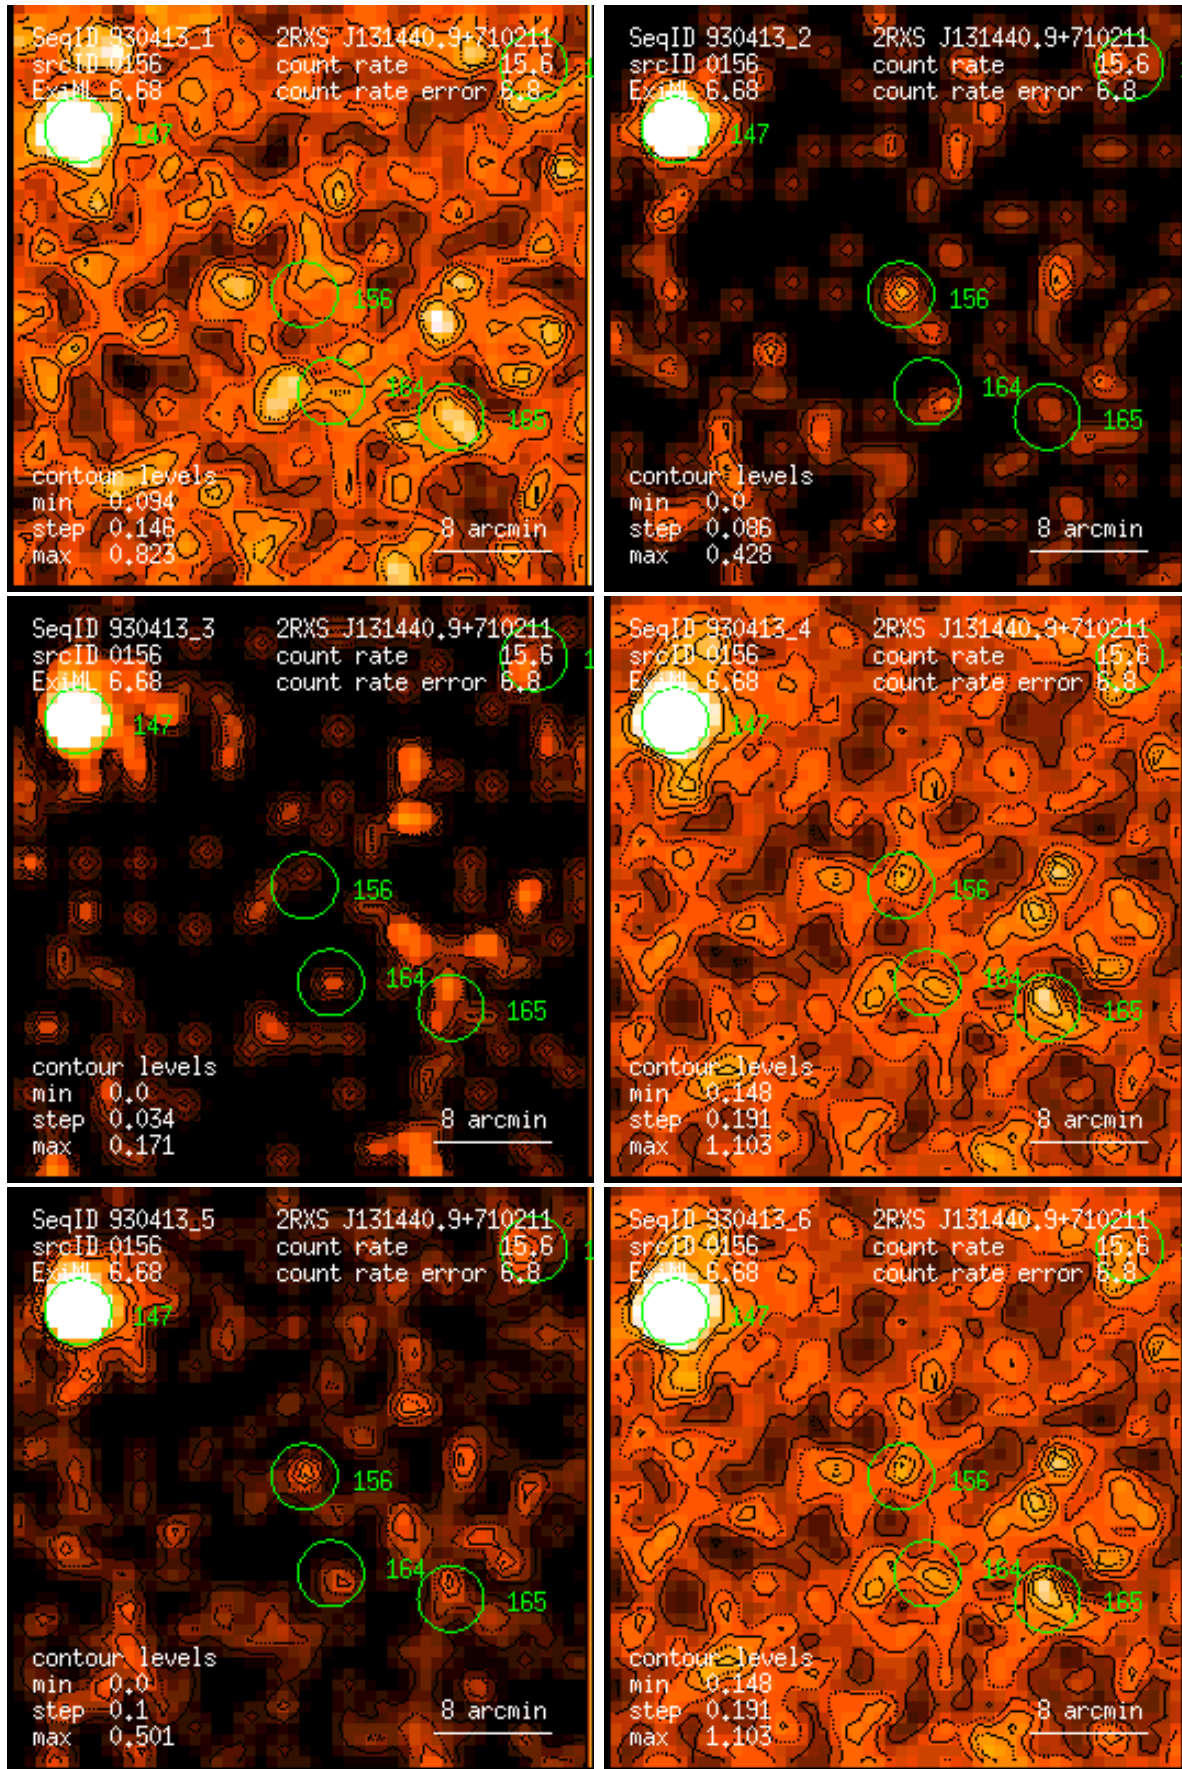 SeqID 930413_1 2RXS J131440.9+710211
srcID 0156 count rate 15.6
ExiML 6.68 count rate error 6.8
147
156
164
165
contour levels
min 0.094
step 0.146 8 arcmin
max 0.823
SeqID 930413_2 2RXS J131440.9+710211
srcID 0156 count rate 15.6
ExiML 6.68 count rate error 6.8
147
156
164
165
contour levels
min 0.0
step 0.086 8 arcmin
max 0.428
SeqID 930413_3 2RXS J131440.9+710211
srcID 0156 count rate 15.6
ExiML 6.68 count rate error 6.8
147
156
164
165
contour levels
min 0.0
step 0.034 8 arcmin
max 0.171
SeqID 930413_4 2RXS J131440.9+710211
srcID 0156 count rate 15.6
ExiML 6.68 count rate error 6.8
147
156
164
165
contour levels
min 0.148
step 0.191 8 arcmin
max 1.103
SeqID 930413_5 2RXS J131440.9+710211
srcID 0156 count rate 15.6
ExiML 6.68 count rate error 6.8
147
156
164
165
contour levels
min 0.0
step 0.1 8 arcmin
max 0.501
SeqID 930413_6 2RXS J131440.9+710211
srcID 0156 count rate 15.6
ExiML 6.68 count rate error 6.8
147
156
164
165
contour levels
min 0.148
step 0.191 8 arcmin
max 1.103